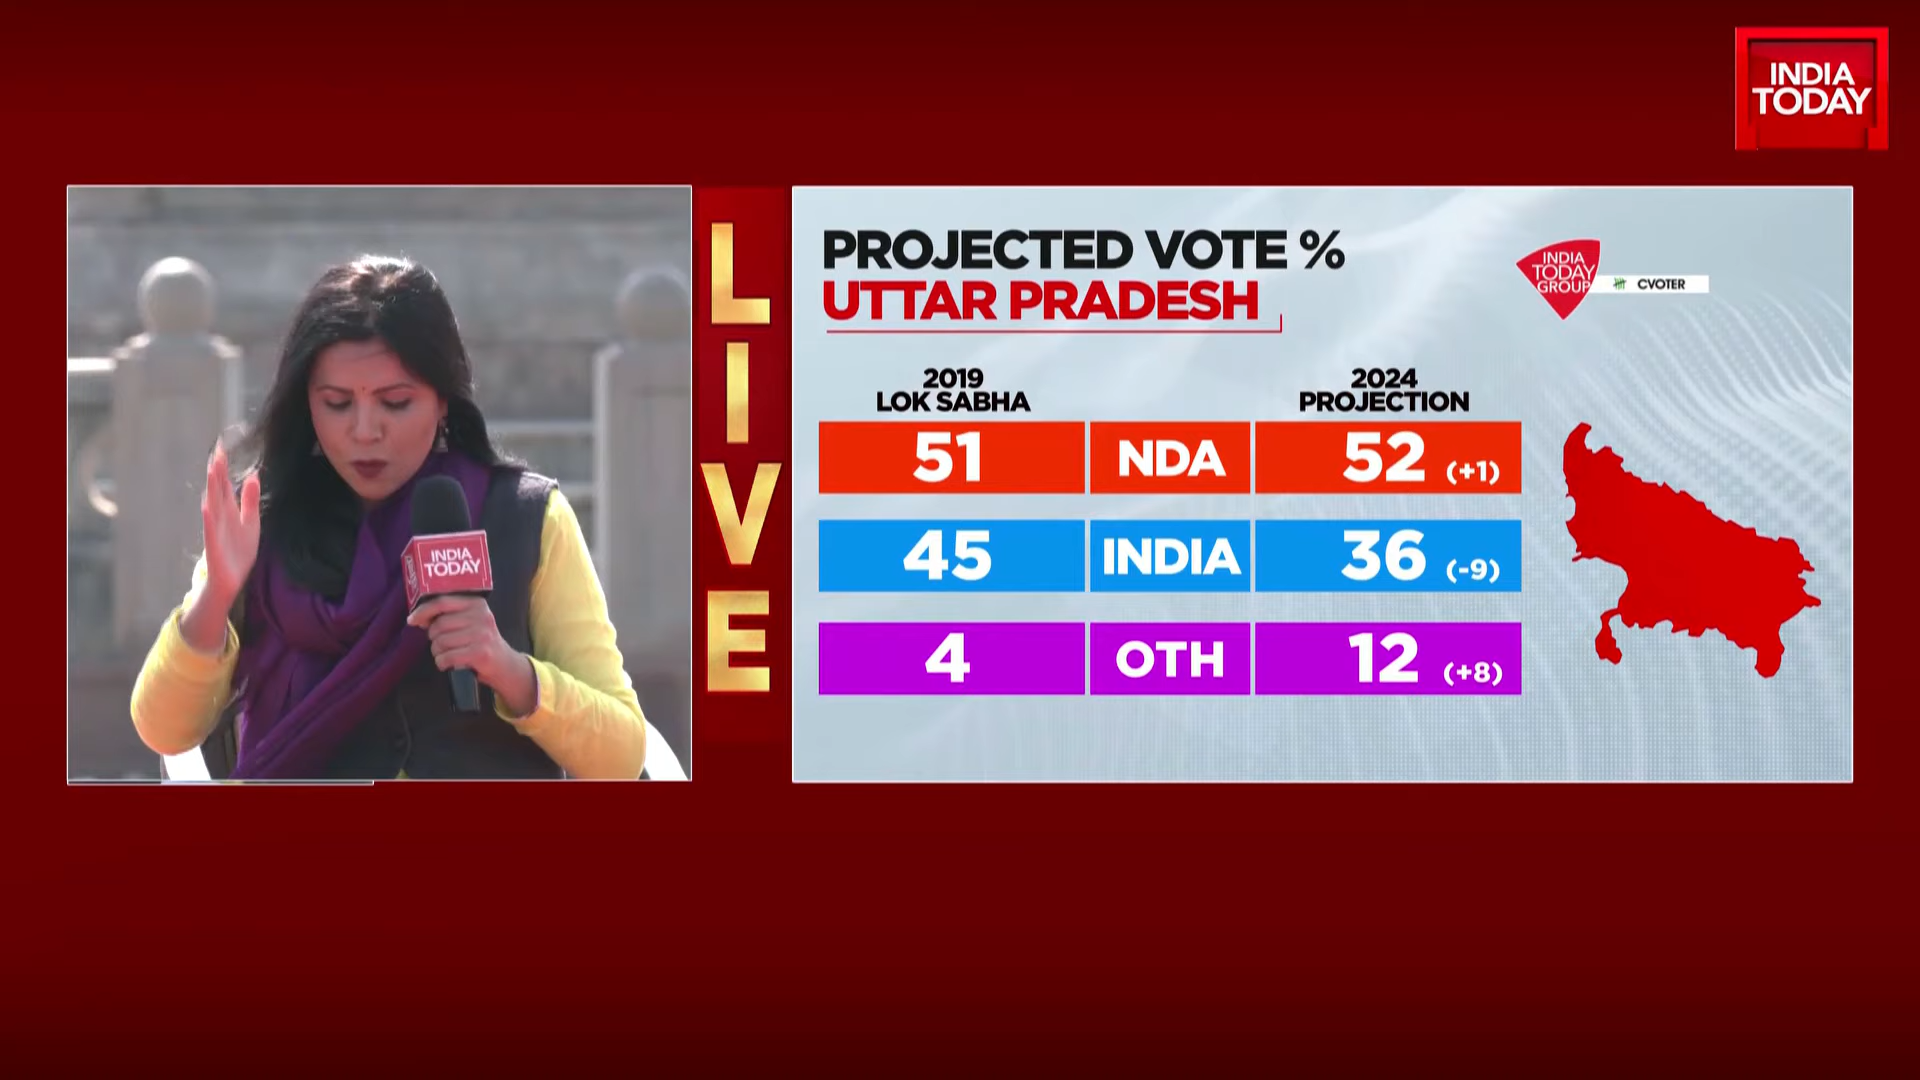 INDIA
TODAY
INDIA
TODAY
LIVE
PROJECTED VOTE %
UTTAR PRADESH
INDIA
TODAY
GROUP
CVOTER
2019
LOK SABHA
2024
PROJECTION
51 NDA 52 (+1)
45 INDIA 36 (-9)
4 OTH 12 (+8)